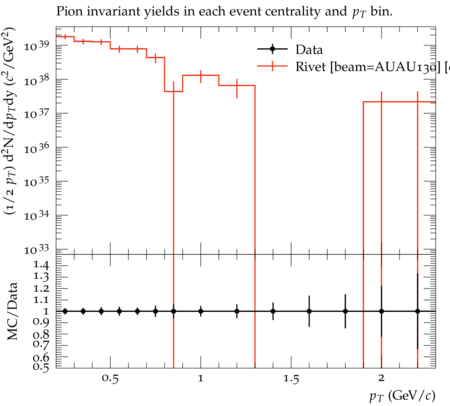 Pion invariant yields in each event centrality and p_T bin.
(1/2 p_T) d²N/dp_Tdy (c²/GeV²)
10³⁹
10³⁸
10³⁷
10³⁶
10³⁵
10³⁴
10³³
Data
Rivet [beam=AUAU130] [
MC/Data
1.4
1.3
1.2
1.1
1
0.9
0.8
0.7
0.6
0.5
0.5 1 1.5 2
p_T (GeV/c)